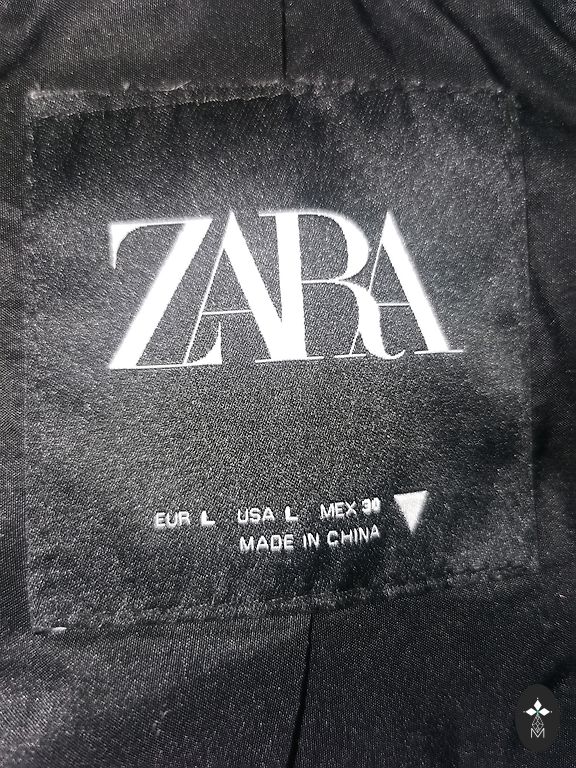 ZARA
EUR L USA L MEX 30
MADE IN CHINA
M